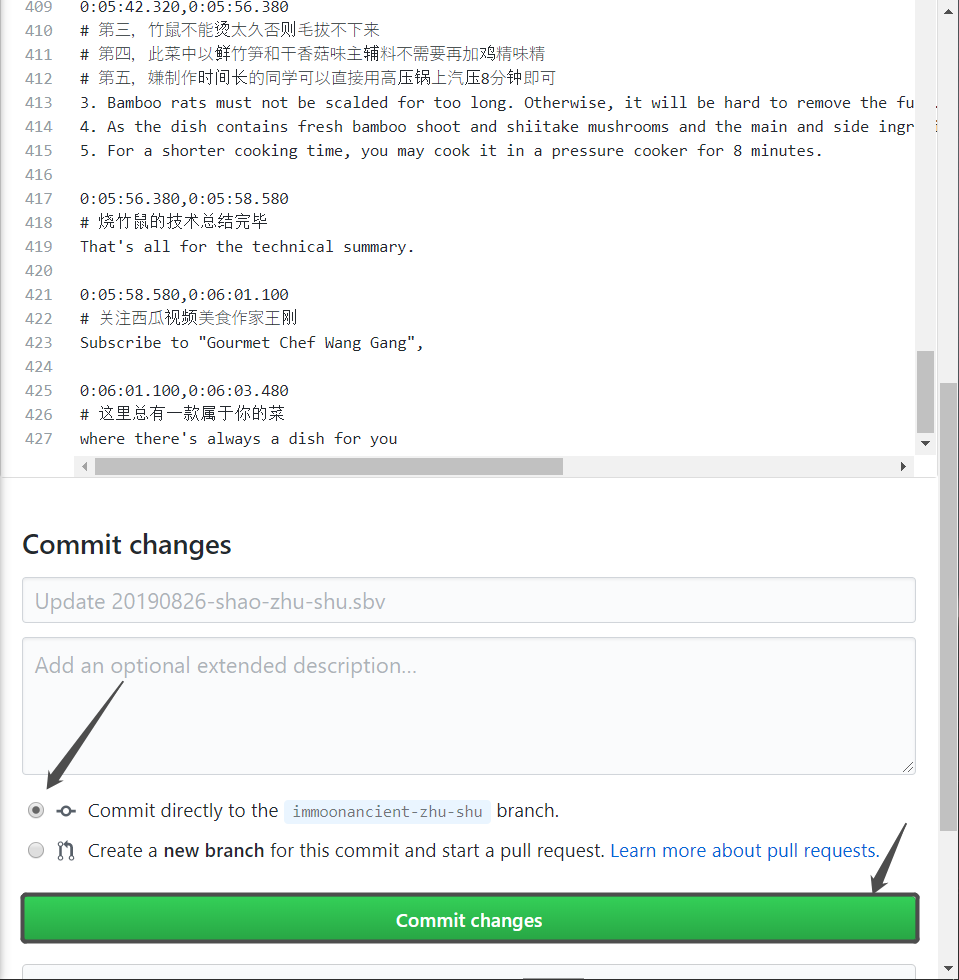 409 0:05:42.320,0:05:56.380
410 # 第三，竹鼠不能烫太久否则毛拔不下来
411 # 第四，此菜中以鲜竹笋和干香菇味主辅料不需要再加鸡精味精
412 # 第五，嫌制作时间长的同学可以直接用高压锅上汽压8分钟即可
413 3. Bamboo rats must not be scalded for too long. Otherwise, it will be hard to remove the fu
414 4. As the dish contains fresh bamboo shoot and shiitake mushrooms and the main and side ingr
415 5. For a shorter cooking time, you may cook it in a pressure cooker for 8 minutes.
416
417 0:05:56.380,0:05:58.580
418 # 烧竹鼠的技术总结完毕
419 That's all for the technical summary.
420
421 0:05:58.580,0:06:01.100
422 # 关注西瓜视频美食作家王刚
423 Subscribe to "Gourmet Chef Wang Gang",
424
425 0:06:01.100,0:06:03.480
426 # 这里总有一款属于你的菜
427 where there's always a dish for you
Commit changes
Update 20190826-shao-zhu-shu.sbv
Add an optional extended description...
Commit directly to the immoonancient-zhu-shu branch.
Create a new branch for this commit and start a pull request. Learn more about pull requests.
Commit changes